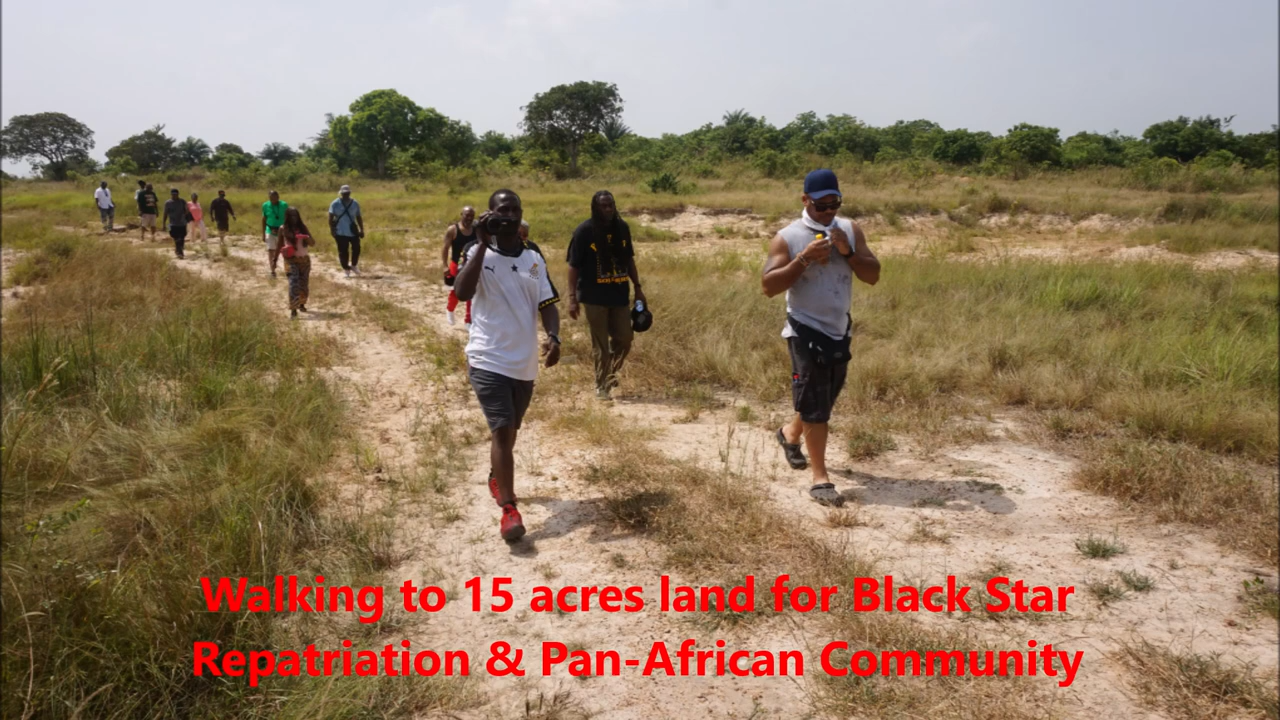 Walking to 15 acres land for Black Star
Repatriation & Pan-African Community